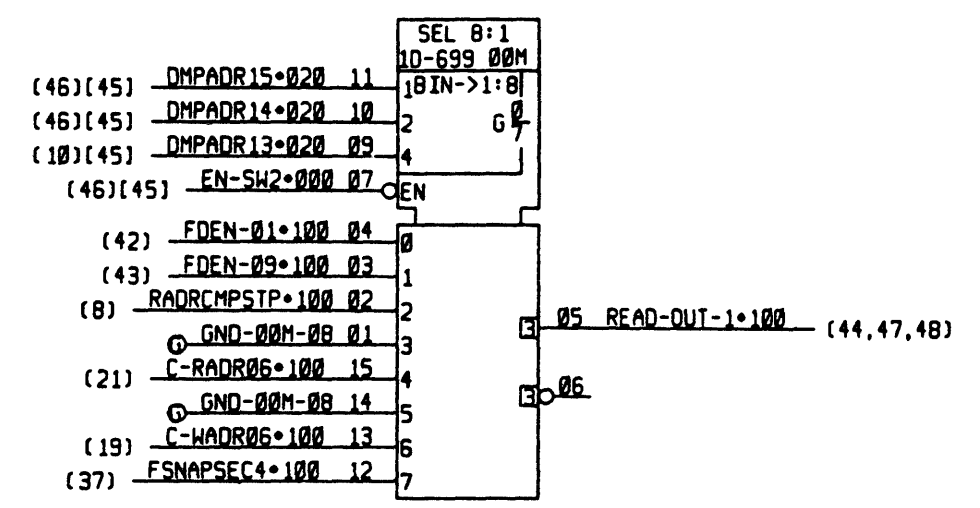 SEL 8:1
10-699 00M
(46)(45) DMPADR15•020 11 1 BIN->1:8
(46)(45) DMPADR14•020 10 2 G 0/7
(10)(45) DMPADR13•020 09 4
(46)(45) EN-SW2•000 07 EN
(42) FDEN-01•100 04 0
(43) FDEN-09•100 03 1
(8) RADRCMPSTP•100 02 2
G GND-00M-08 01 3
3 05 READ-OUT-1•100 (44,47,48)
(21) C-RADR06•100 15 4
3 06
G GND-00M-08 14 5
(19) C-WADR06•100 13 6
(37) FSNAPSEC4•100 12 7